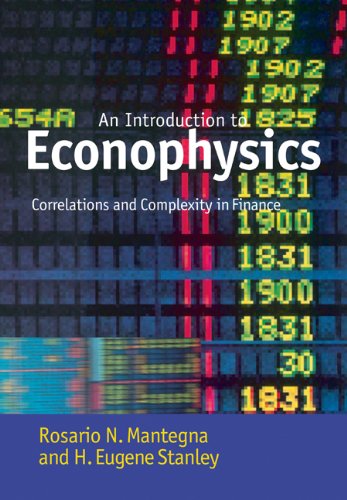 1902
1907
1902
1907
654A
825
An Introduction to
Econophysics
Correlations and Complexity in Finance
1831
1900
1831
1900
1831
30
1831
Rosario N. Mantegna
and H. Eugene Stanley